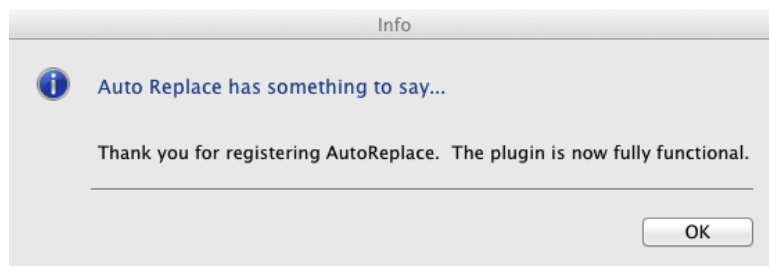 Info
Auto Replace has something to say...
Thank you for registering AutoReplace.  The plugin is now fully functional.
OK